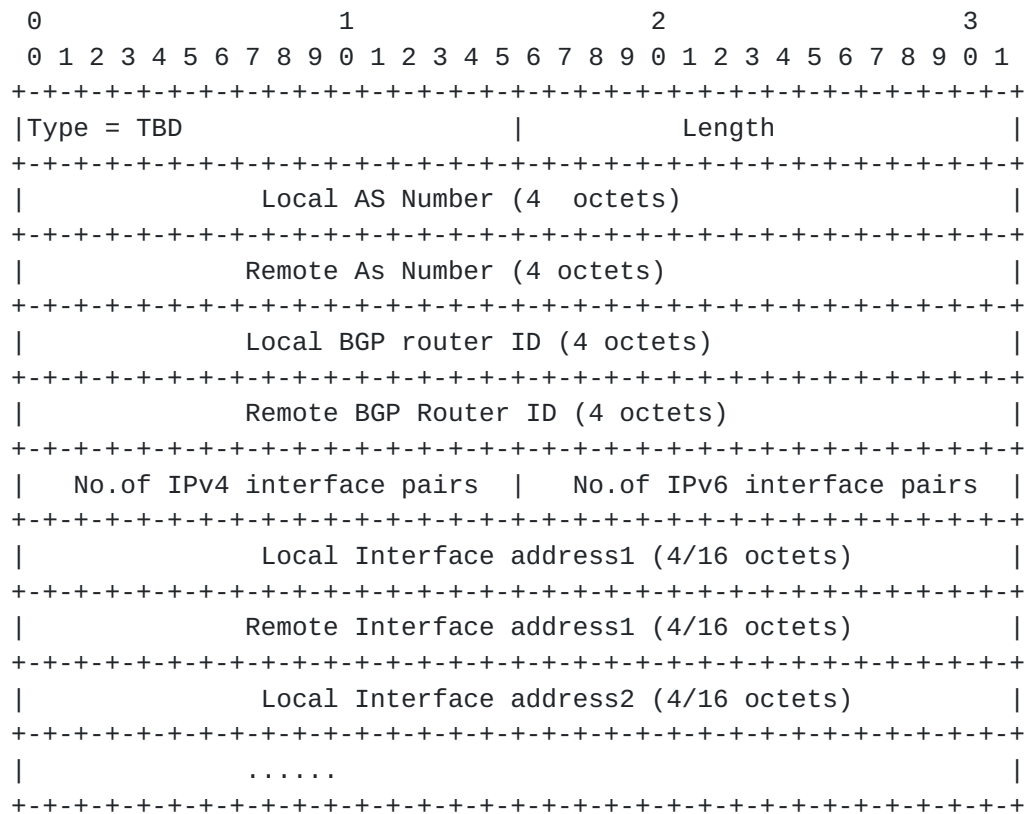 0                   1                   2                   3
 0 1 2 3 4 5 6 7 8 9 0 1 2 3 4 5 6 7 8 9 0 1 2 3 4 5 6 7 8 9 0 1
+-+-+-+-+-+-+-+-+-+-+-+-+-+-+-+-+-+-+-+-+-+-+-+-+-+-+-+-+-+-+-+-+
|Type = TBD                     |          Length               |
+-+-+-+-+-+-+-+-+-+-+-+-+-+-+-+-+-+-+-+-+-+-+-+-+-+-+-+-+-+-+-+-+
|               Local AS Number (4  octets)                     |
+-+-+-+-+-+-+-+-+-+-+-+-+-+-+-+-+-+-+-+-+-+-+-+-+-+-+-+-+-+-+-+-+
|              Remote As Number (4 octets)                      |
+-+-+-+-+-+-+-+-+-+-+-+-+-+-+-+-+-+-+-+-+-+-+-+-+-+-+-+-+-+-+-+-+
|              Local BGP router ID (4 octets)                   |
+-+-+-+-+-+-+-+-+-+-+-+-+-+-+-+-+-+-+-+-+-+-+-+-+-+-+-+-+-+-+-+-+
|              Remote BGP Router ID (4 octets)                  |
+-+-+-+-+-+-+-+-+-+-+-+-+-+-+-+-+-+-+-+-+-+-+-+-+-+-+-+-+-+-+-+-+
|   No.of IPv4 interface pairs  |   No.of IPv6 interface pairs  |
+-+-+-+-+-+-+-+-+-+-+-+-+-+-+-+-+-+-+-+-+-+-+-+-+-+-+-+-+-+-+-+-+
|               Local Interface address1 (4/16 octets)          |
+-+-+-+-+-+-+-+-+-+-+-+-+-+-+-+-+-+-+-+-+-+-+-+-+-+-+-+-+-+-+-+-+
|              Remote Interface address1 (4/16 octets)          |
+-+-+-+-+-+-+-+-+-+-+-+-+-+-+-+-+-+-+-+-+-+-+-+-+-+-+-+-+-+-+-+-+
|               Local Interface address2 (4/16 octets)          |
+-+-+-+-+-+-+-+-+-+-+-+-+-+-+-+-+-+-+-+-+-+-+-+-+-+-+-+-+-+-+-+-+
|              ......                                           |
+-+-+-+-+-+-+-+-+-+-+-+-+-+-+-+-+-+-+-+-+-+-+-+-+-+-+-+-+-+-+-+-+